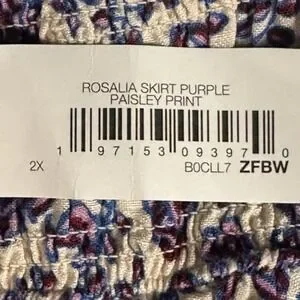 ROSALIA SKIRT PURPLE
PAISLEY PRINT
1 97153 09397 0
2X B0CLL7 ZFBW